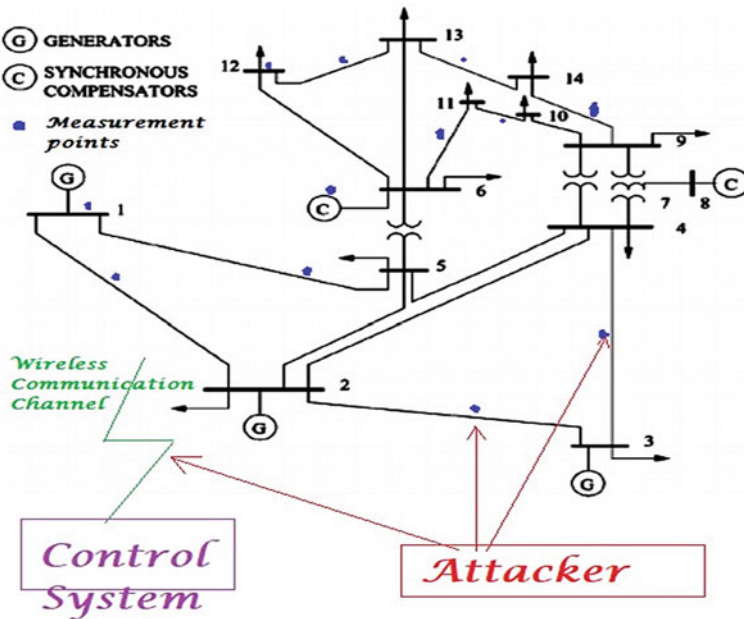 G GENERATORS
C SYNCHRONOUS
COMPENSATORS
Measurement
points
13
12
14
11
10
9
G
1
C
6
7
8
C
4
5
Wireless
Communication
Channel
2
G
3
G
Control
System
Attacker